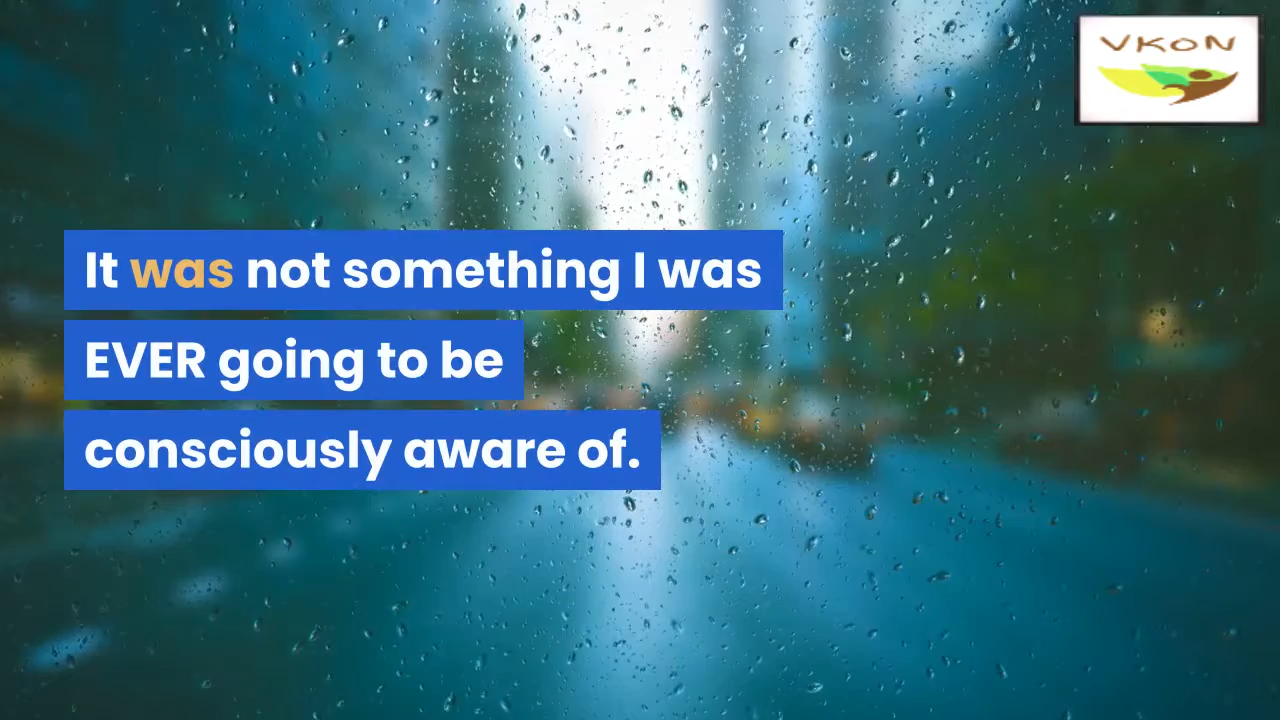 VKON
It was not something I was
EVER going to be
consciously aware of.